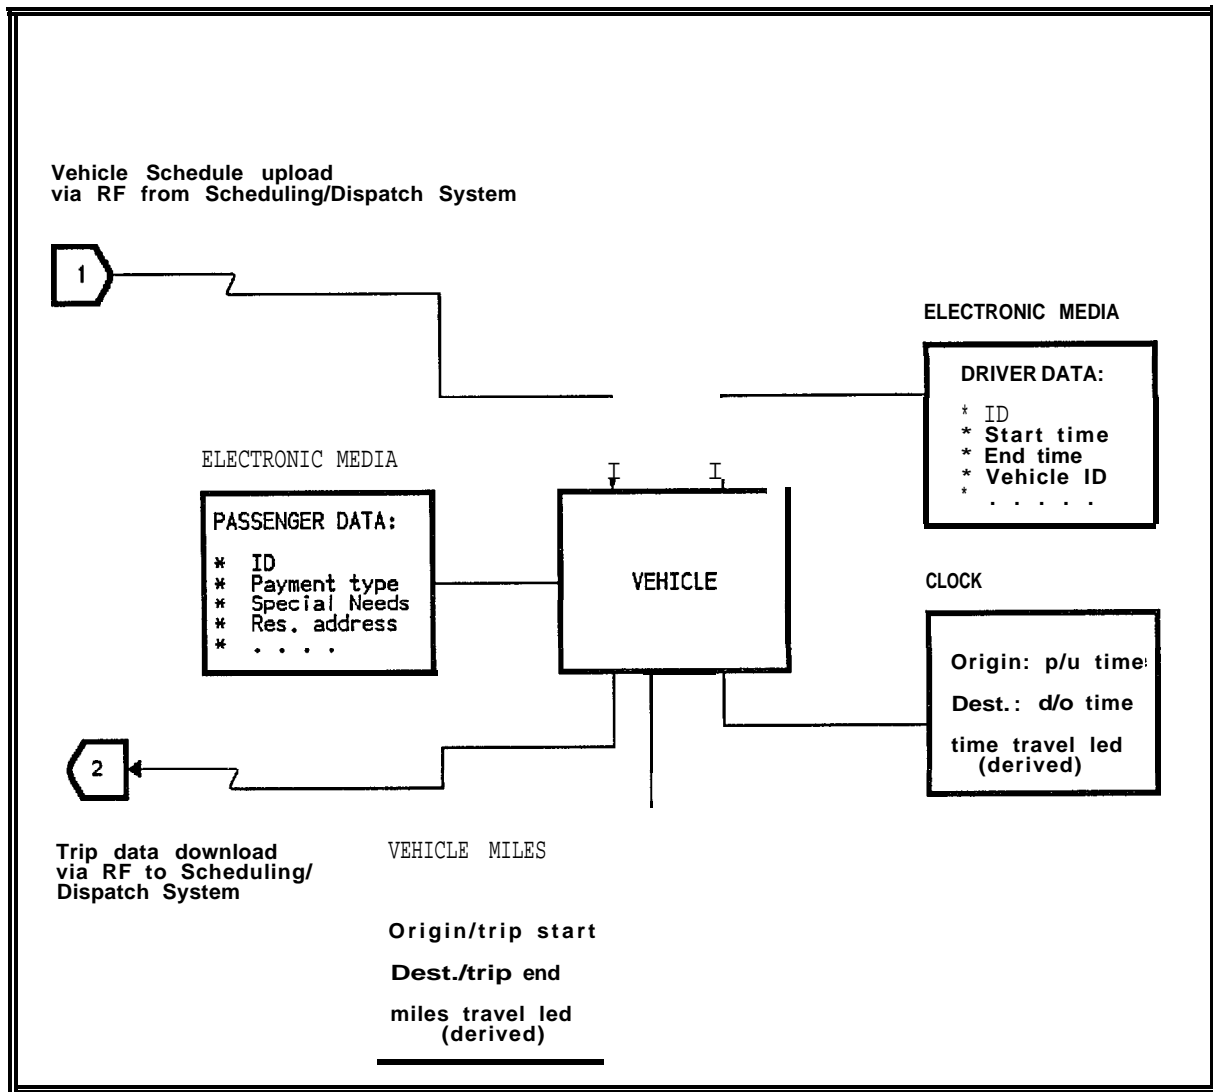 Vehicle Schedule upload
via RF from Scheduling/Dispatch System
1
ELECTRONIC MEDIA
DRIVER DATA:
* ID
* Start time
* End time
* Vehicle ID
* . . . . .
ELECTRONIC MEDIA
PASSENGER DATA:
* ID
* Payment type
* Special Needs
* Res. address
* . . . .
VEHICLE
CLOCK
Origin: p/u time
Dest.: d/o time
time travel led
(derived)
2
Trip data download
via RF to Scheduling/
Dispatch System
VEHICLE MILES
Origin/trip start
Dest./trip end
miles travel led
(derived)